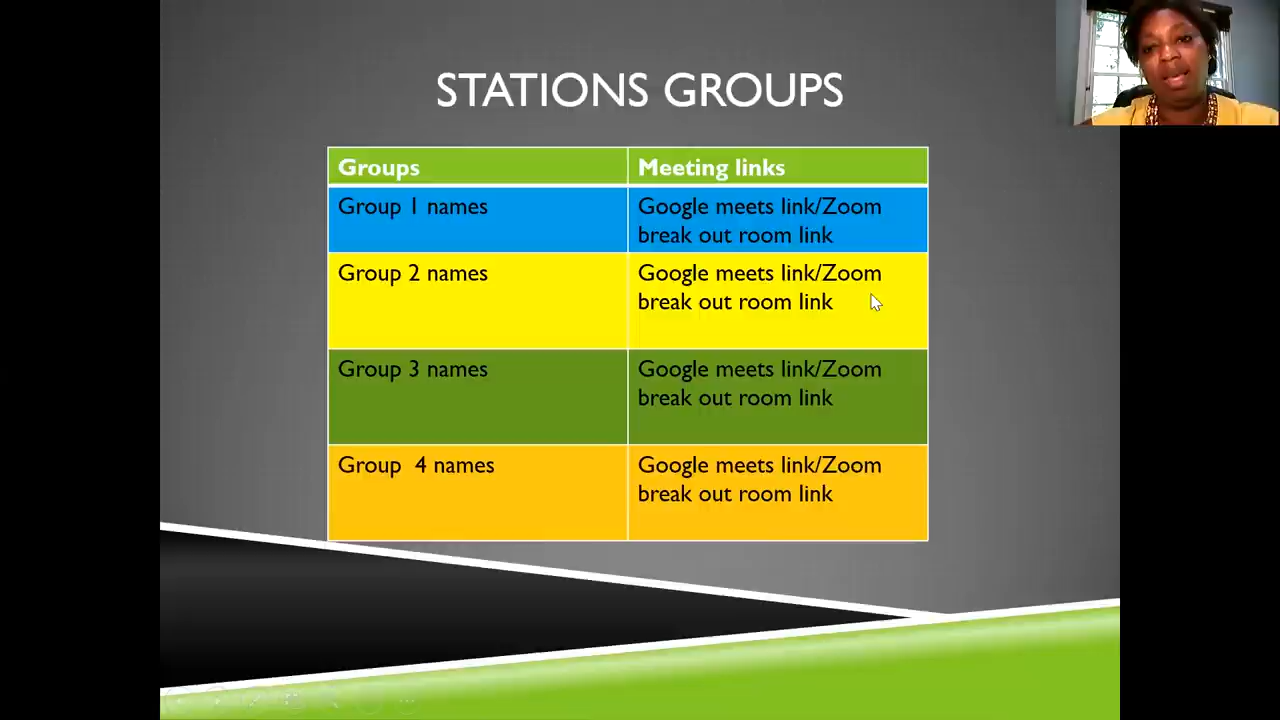 STATIONS GROUPS
Groups
Meeting links
Group 1 names
Google meets link/Zoom
break out room link
Group 2 names
Google meets link/Zoom
break out room link
Group 3 names
Google meets link/Zoom
break out room link
Group  4 names
Google meets link/Zoom
break out room link